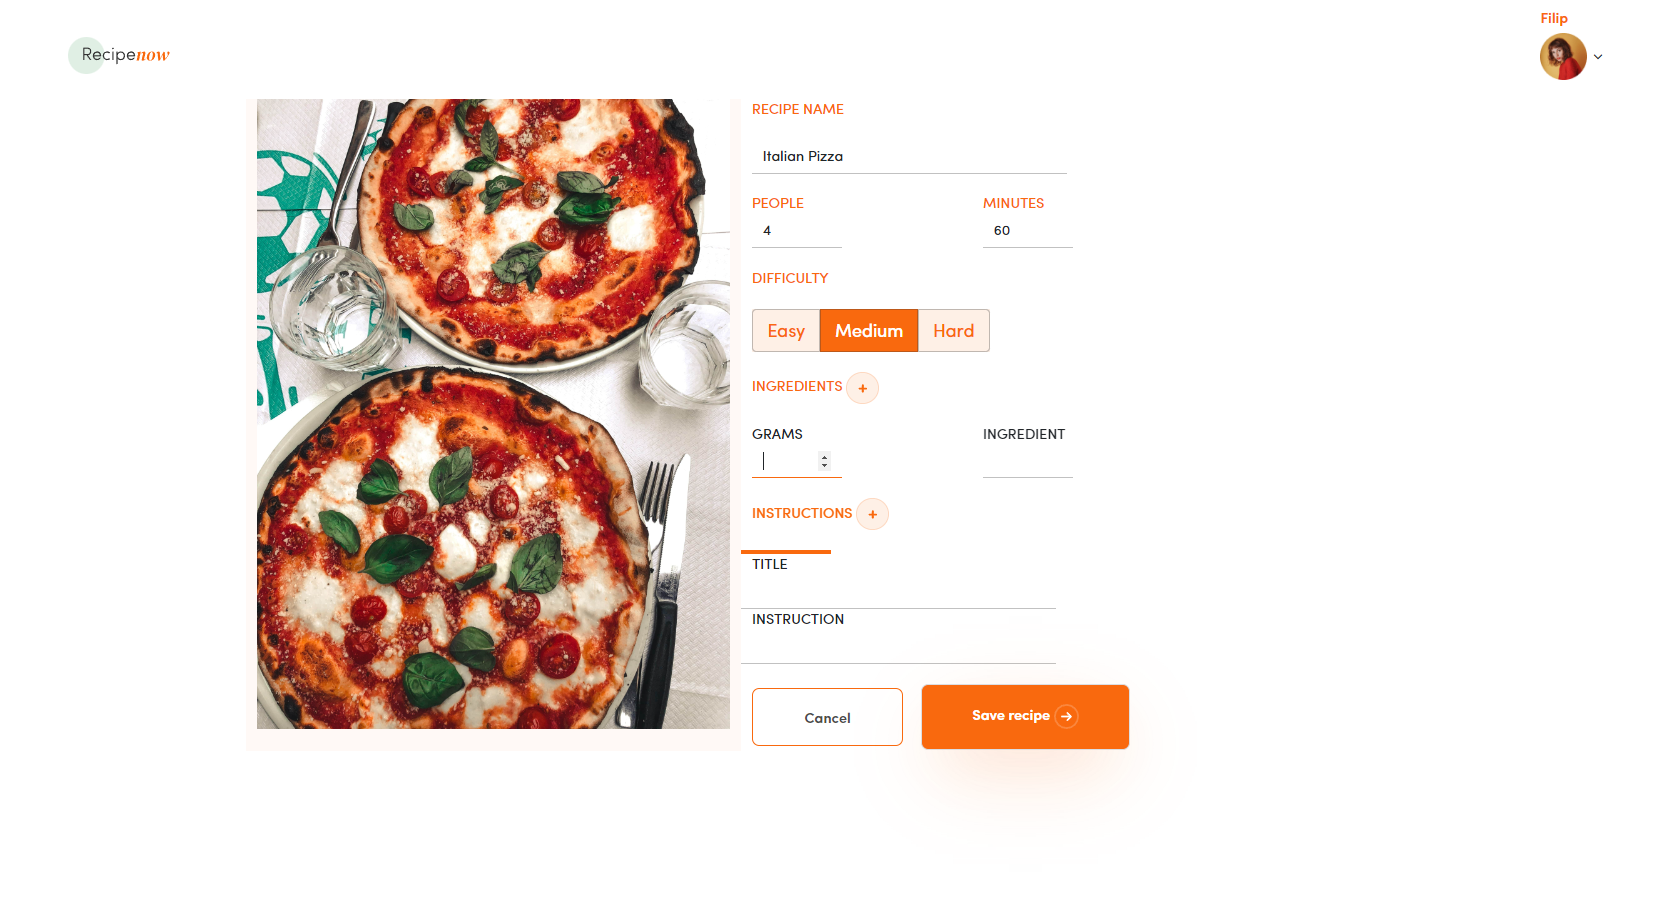 Filip
Recipenow
RECIPE NAME
Italian Pizza
PEOPLE MINUTES
4 60
DIFFICULTY
Easy Medium Hard
INGREDIENTS +
GRAMS INGREDIENT
INSTRUCTIONS +
TITLE
INSTRUCTION
Cancel Save recipe